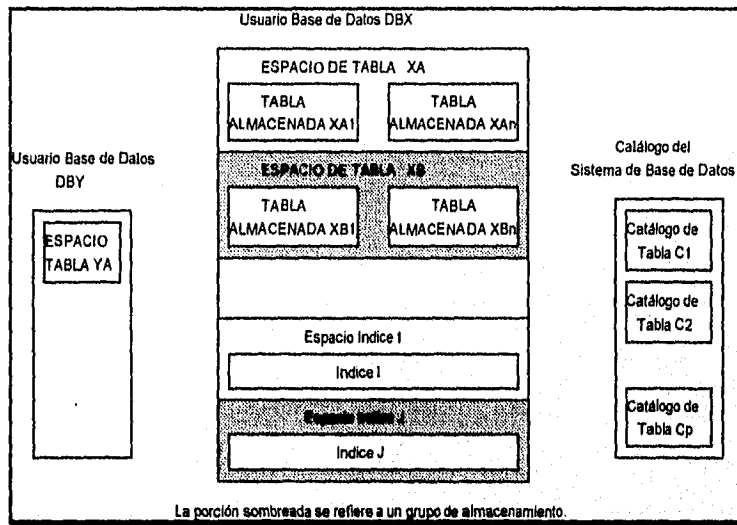 Usuario Base de Datos DBX
ESPACIO DE TABLA XA
TABLA
ALMACENADA XA1
TABLA
ALMACENADA XAn
Usuario Base de Datos
DBY
ESPACIO
TABLA YA
ESPACIO DE TABLA XB
TABLA
ALMACENADA XB1
TABLA
ALMACENADA XBn
Espacio Indice I
Indice I
Espacio Indice J
Indice J
Catálogo del
Sistema de Base de Datos
Catálogo de
Tabla C1
Catálogo de
Tabla C2
Catálogo de
Tabla Cp
La porción sombreada se refiere a un grupo de almacenamiento.